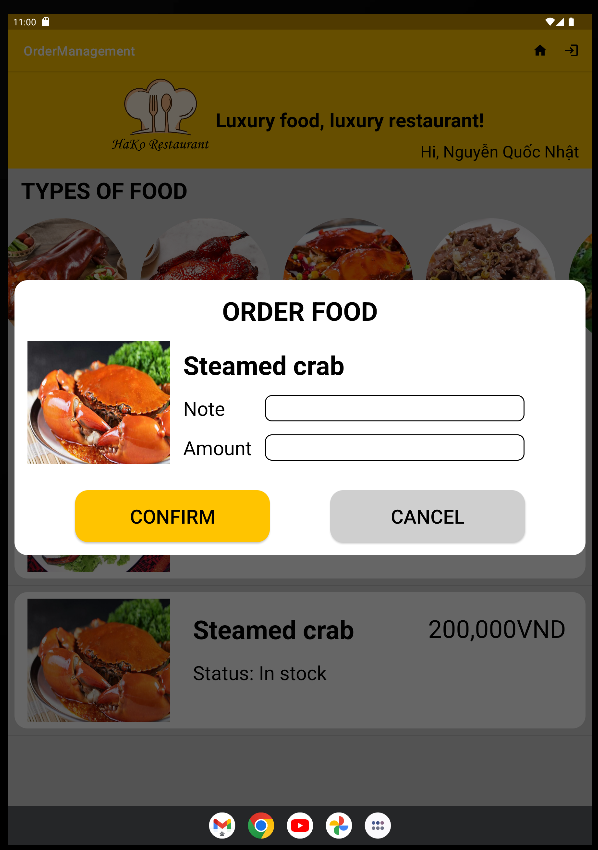 11:00
OrderManagement
Luxury food, luxury restaurant!
HaKo Restaurant
Hi, Nguyễn Quốc Nhật
TYPES OF FOOD
ORDER FOOD
Steamed crab
Note
Amount
CONFIRM
CANCEL
Steamed crab
200,000VND
Status: In stock